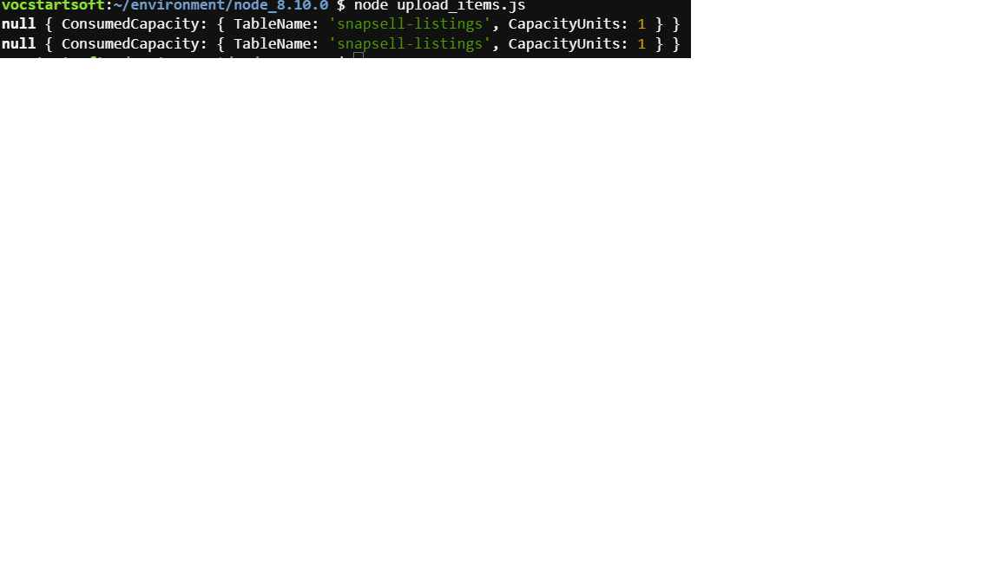 vocstartsoft:~/environment/node_8.10.0 $ node upload_items.js
null { ConsumedCapacity: { TableName: 'snapsell-listings', CapacityUnits: 1 } }
null { ConsumedCapacity: { TableName: 'snapsell-listings', CapacityUnits: 1 } }